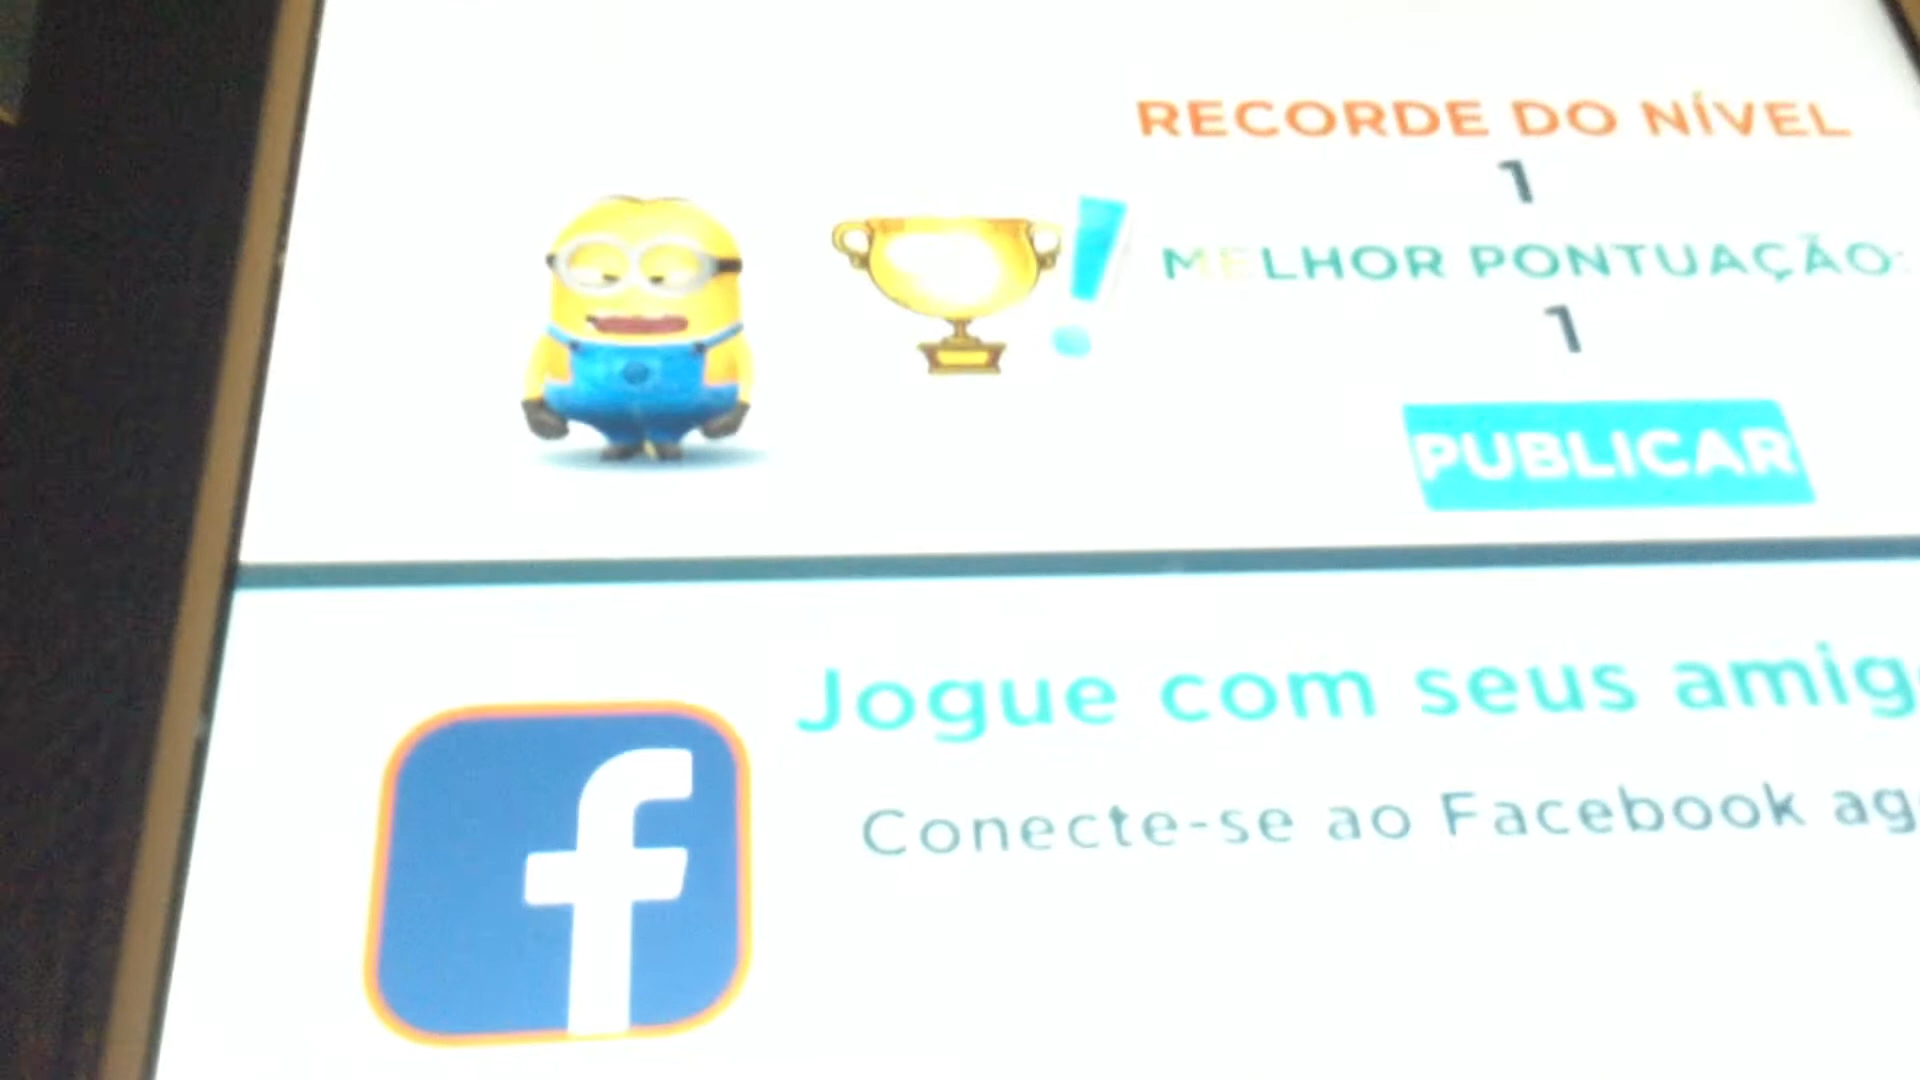 RECORDE DO NÍVEL
1
MELHOR PONTUAÇÃO:
1
PUBLICAR
Jogue com seus
Conecte-se ao Facebook